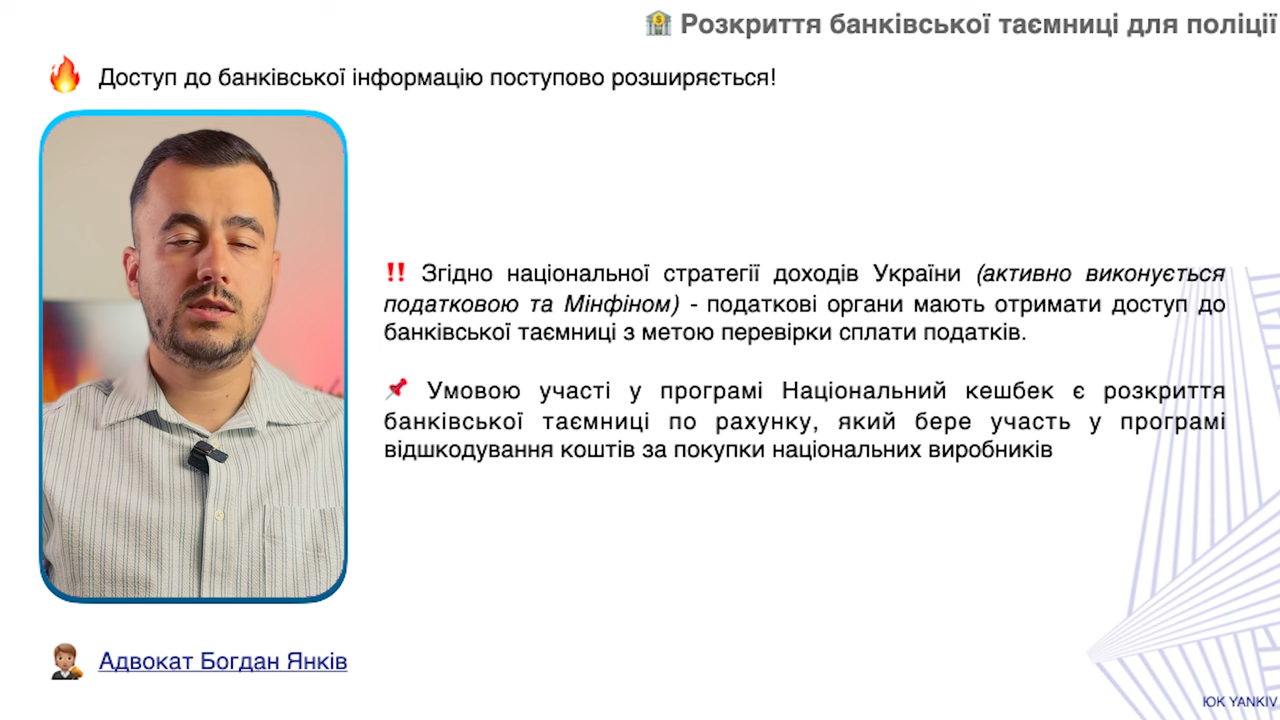 Розкриття банківської таємниці для поліції
Доступ до банківської інформацію поступово розширяється!
!! Згідно національної стратегії доходів України (активно виконується
податковою та Мінфіном) - податкові органи мають отримати доступ до
банківської таємниці з метою перевірки сплати податків.
Умовою участі у програмі Національний кешбек є розкриття
банківської таємниці по рахунку, який бере участь у програмі
відшкодування коштів за покупки національних виробників
Адвокат Богдан Янків
ЮК YANKIV